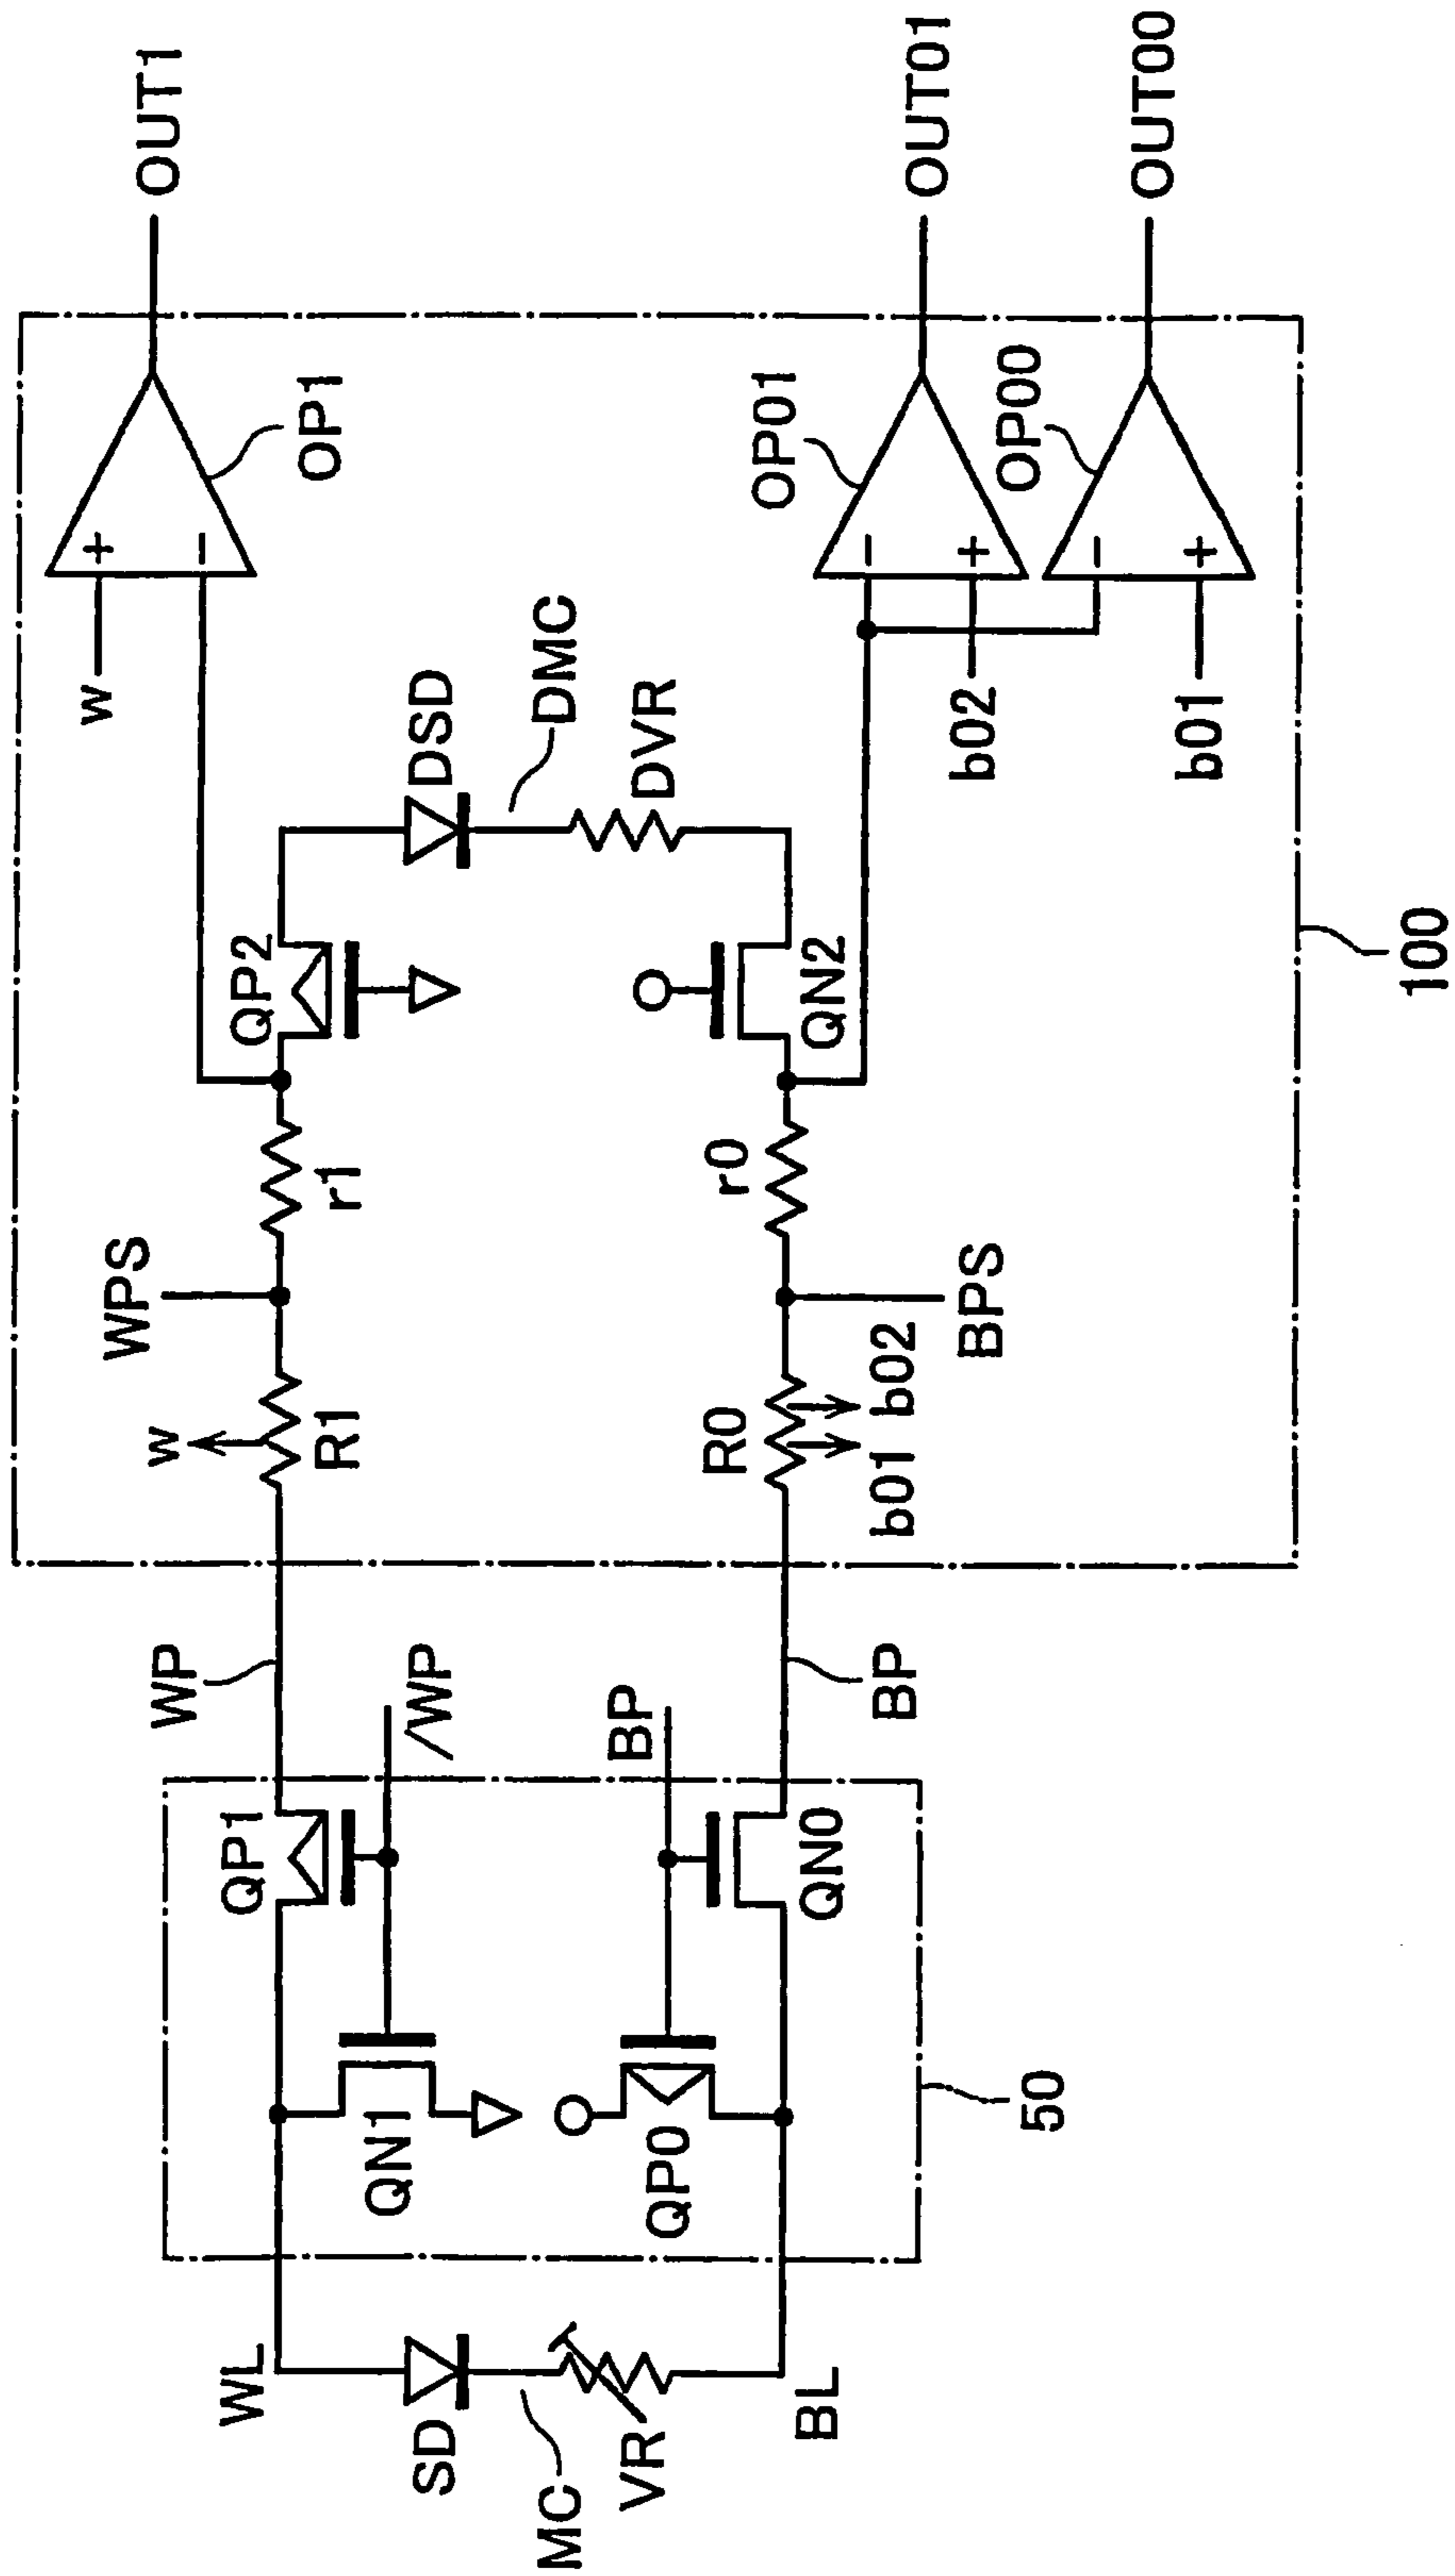 OUT1
OUT01
OUT00
OP1
OP01
OP00
+
−
−
+
−
+
w
b02
b01
DSD
DMC
DVR
QP2
QN2
100
r1
r0
WPS
BPS
w
R1
R0
b01 b02
WP
/WP
BP
BP
QP1
QN0
QN1
QP0
50
WL
SD
MC
VR
BL